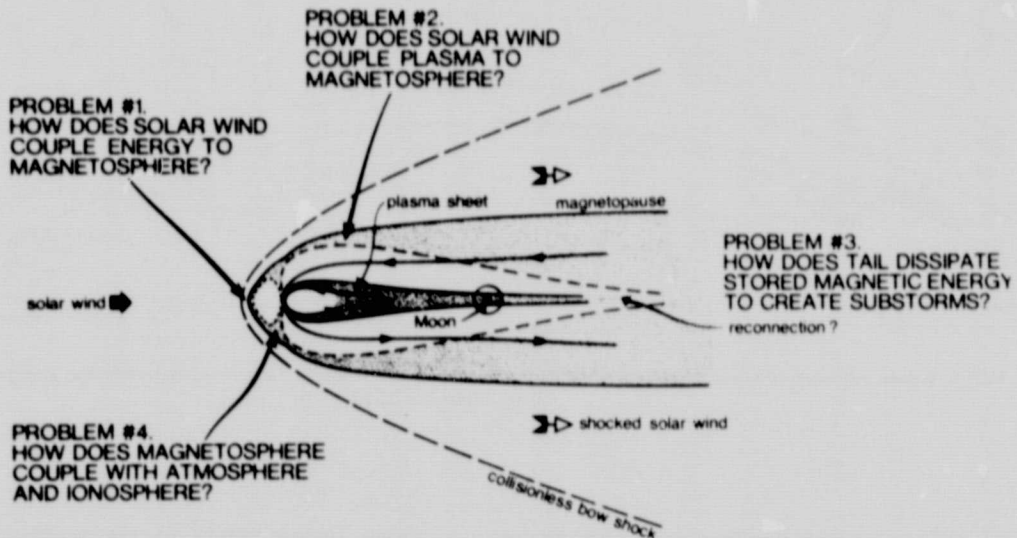 PROBLEM #2.
HOW DOES SOLAR WIND
COUPLE PLASMA TO
MAGNETOSPHERE?
PROBLEM #1.
HOW DOES SOLAR WIND
COUPLE ENERGY TO
MAGNETOSPHERE?
plasma sheet
magnetopause
PROBLEM #3.
HOW DOES TAIL DISSIPATE
STORED MAGNETIC ENERGY
TO CREATE SUBSTORMS?
solar wind
Moon
reconnection?
shocked solar wind
PROBLEM #4.
HOW DOES MAGNETOSPHERE
COUPLE WITH ATMOSPHERE
AND IONOSPHERE?
collisionless bow shock